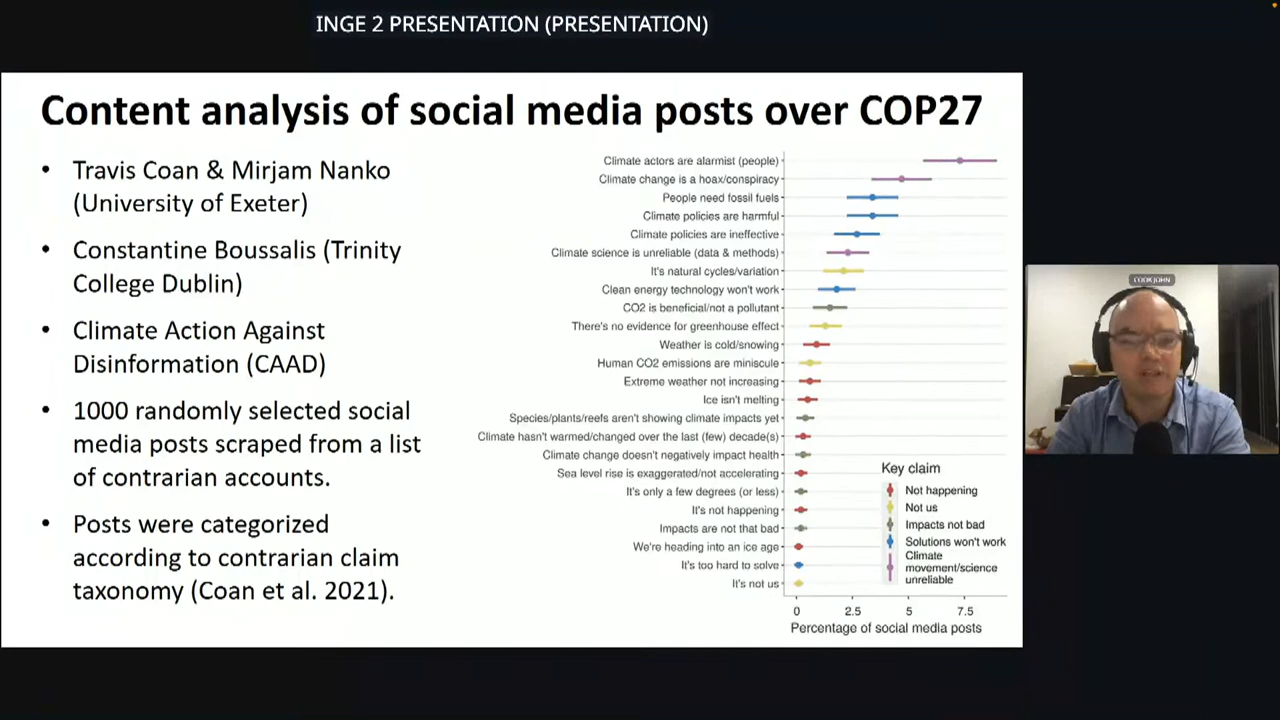 INGE 2 PRESENTATION (PRESENTATION)
Content analysis of social media posts over COP27
• Travis Coan & Mirjam Nanko
(University of Exeter)
• Constantine Boussalis (Trinity
College Dublin)
• Climate Action Against
Disinformation (CAAD)
• 1000 randomly selected social
media posts scraped from a list
of contrarian accounts.
• Posts were categorized
according to contrarian claim
taxonomy (Coan et al. 2021).
Climate actors are alarmist (people)
Climate change is a hoax/conspiracy
People need fossil fuels
Climate policies are harmful
Climate policies are ineffective
Climate science is unreliable (data & methods)
It's natural cycles/variation
Clean energy technology won't work
CO2 is beneficial/not a pollutant
There's no evidence for greenhouse effect
Weather is cold/snowing
Human CO2 emissions are miniscule
Extreme weather not increasing
Ice isn't melting
Species/plants/reefs aren't showing climate impacts yet
Climate hasn't warmed/changed over the last (few) decade(s)
Climate change doesn't negatively impact health
Sea level rise is exaggerated/not accelerating
It's only a few degrees (or less)
It's not happening
Impacts are not that bad
We're heading into an ice age
It's too hard to solve
It's not us
0 2.5 5 7.5
Percentage of social media posts
Key claim
Not happening
Not us
Impacts not bad
Solutions won't work
Climate
movement/science
unreliable
COOK JOHN